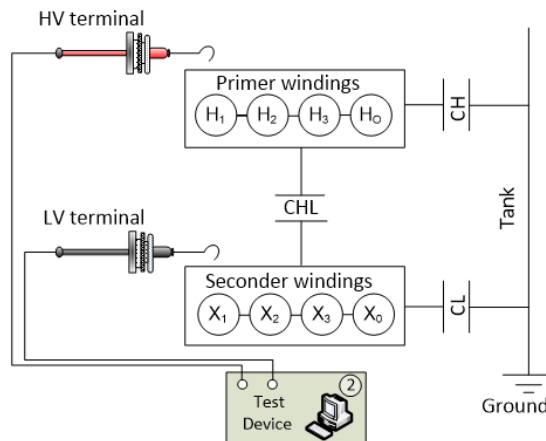 HV terminal
Primer windings
H₁ H₂ H₃ H₀
CH
CHL
Tank
LV terminal
Seconder windings
X₁ X₂ X₃ X₀
CL
2
Test
Device
Ground